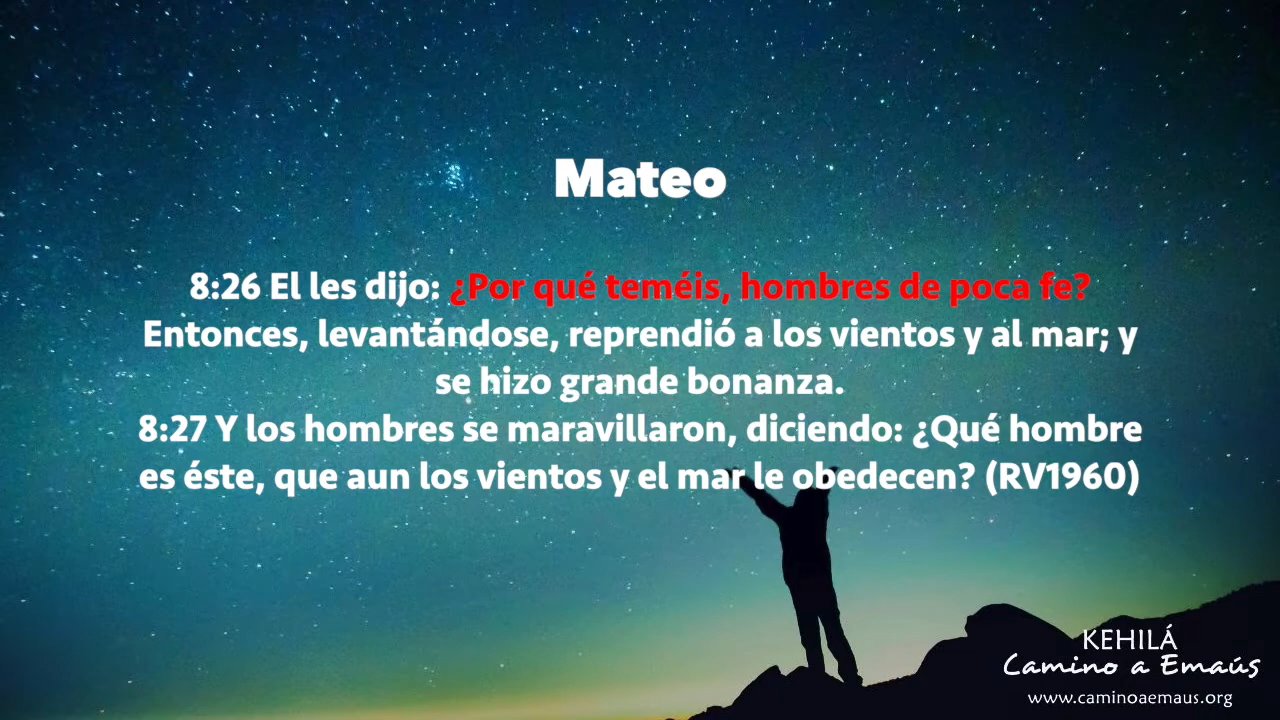 Mateo
8:26 El les dijo: ¿Por qué teméis, hombres de poca fe?
Entonces, levantándose, reprendió a los vientos y al mar; y
se hizo grande bonanza.
8:27 Y los hombres se maravillaron, diciendo: ¿Qué hombre
es éste, que aun los vientos y el mar le obedecen? (RV1960)
KEHILÁ
Camino a Emaús
www.caminoaemaus.org